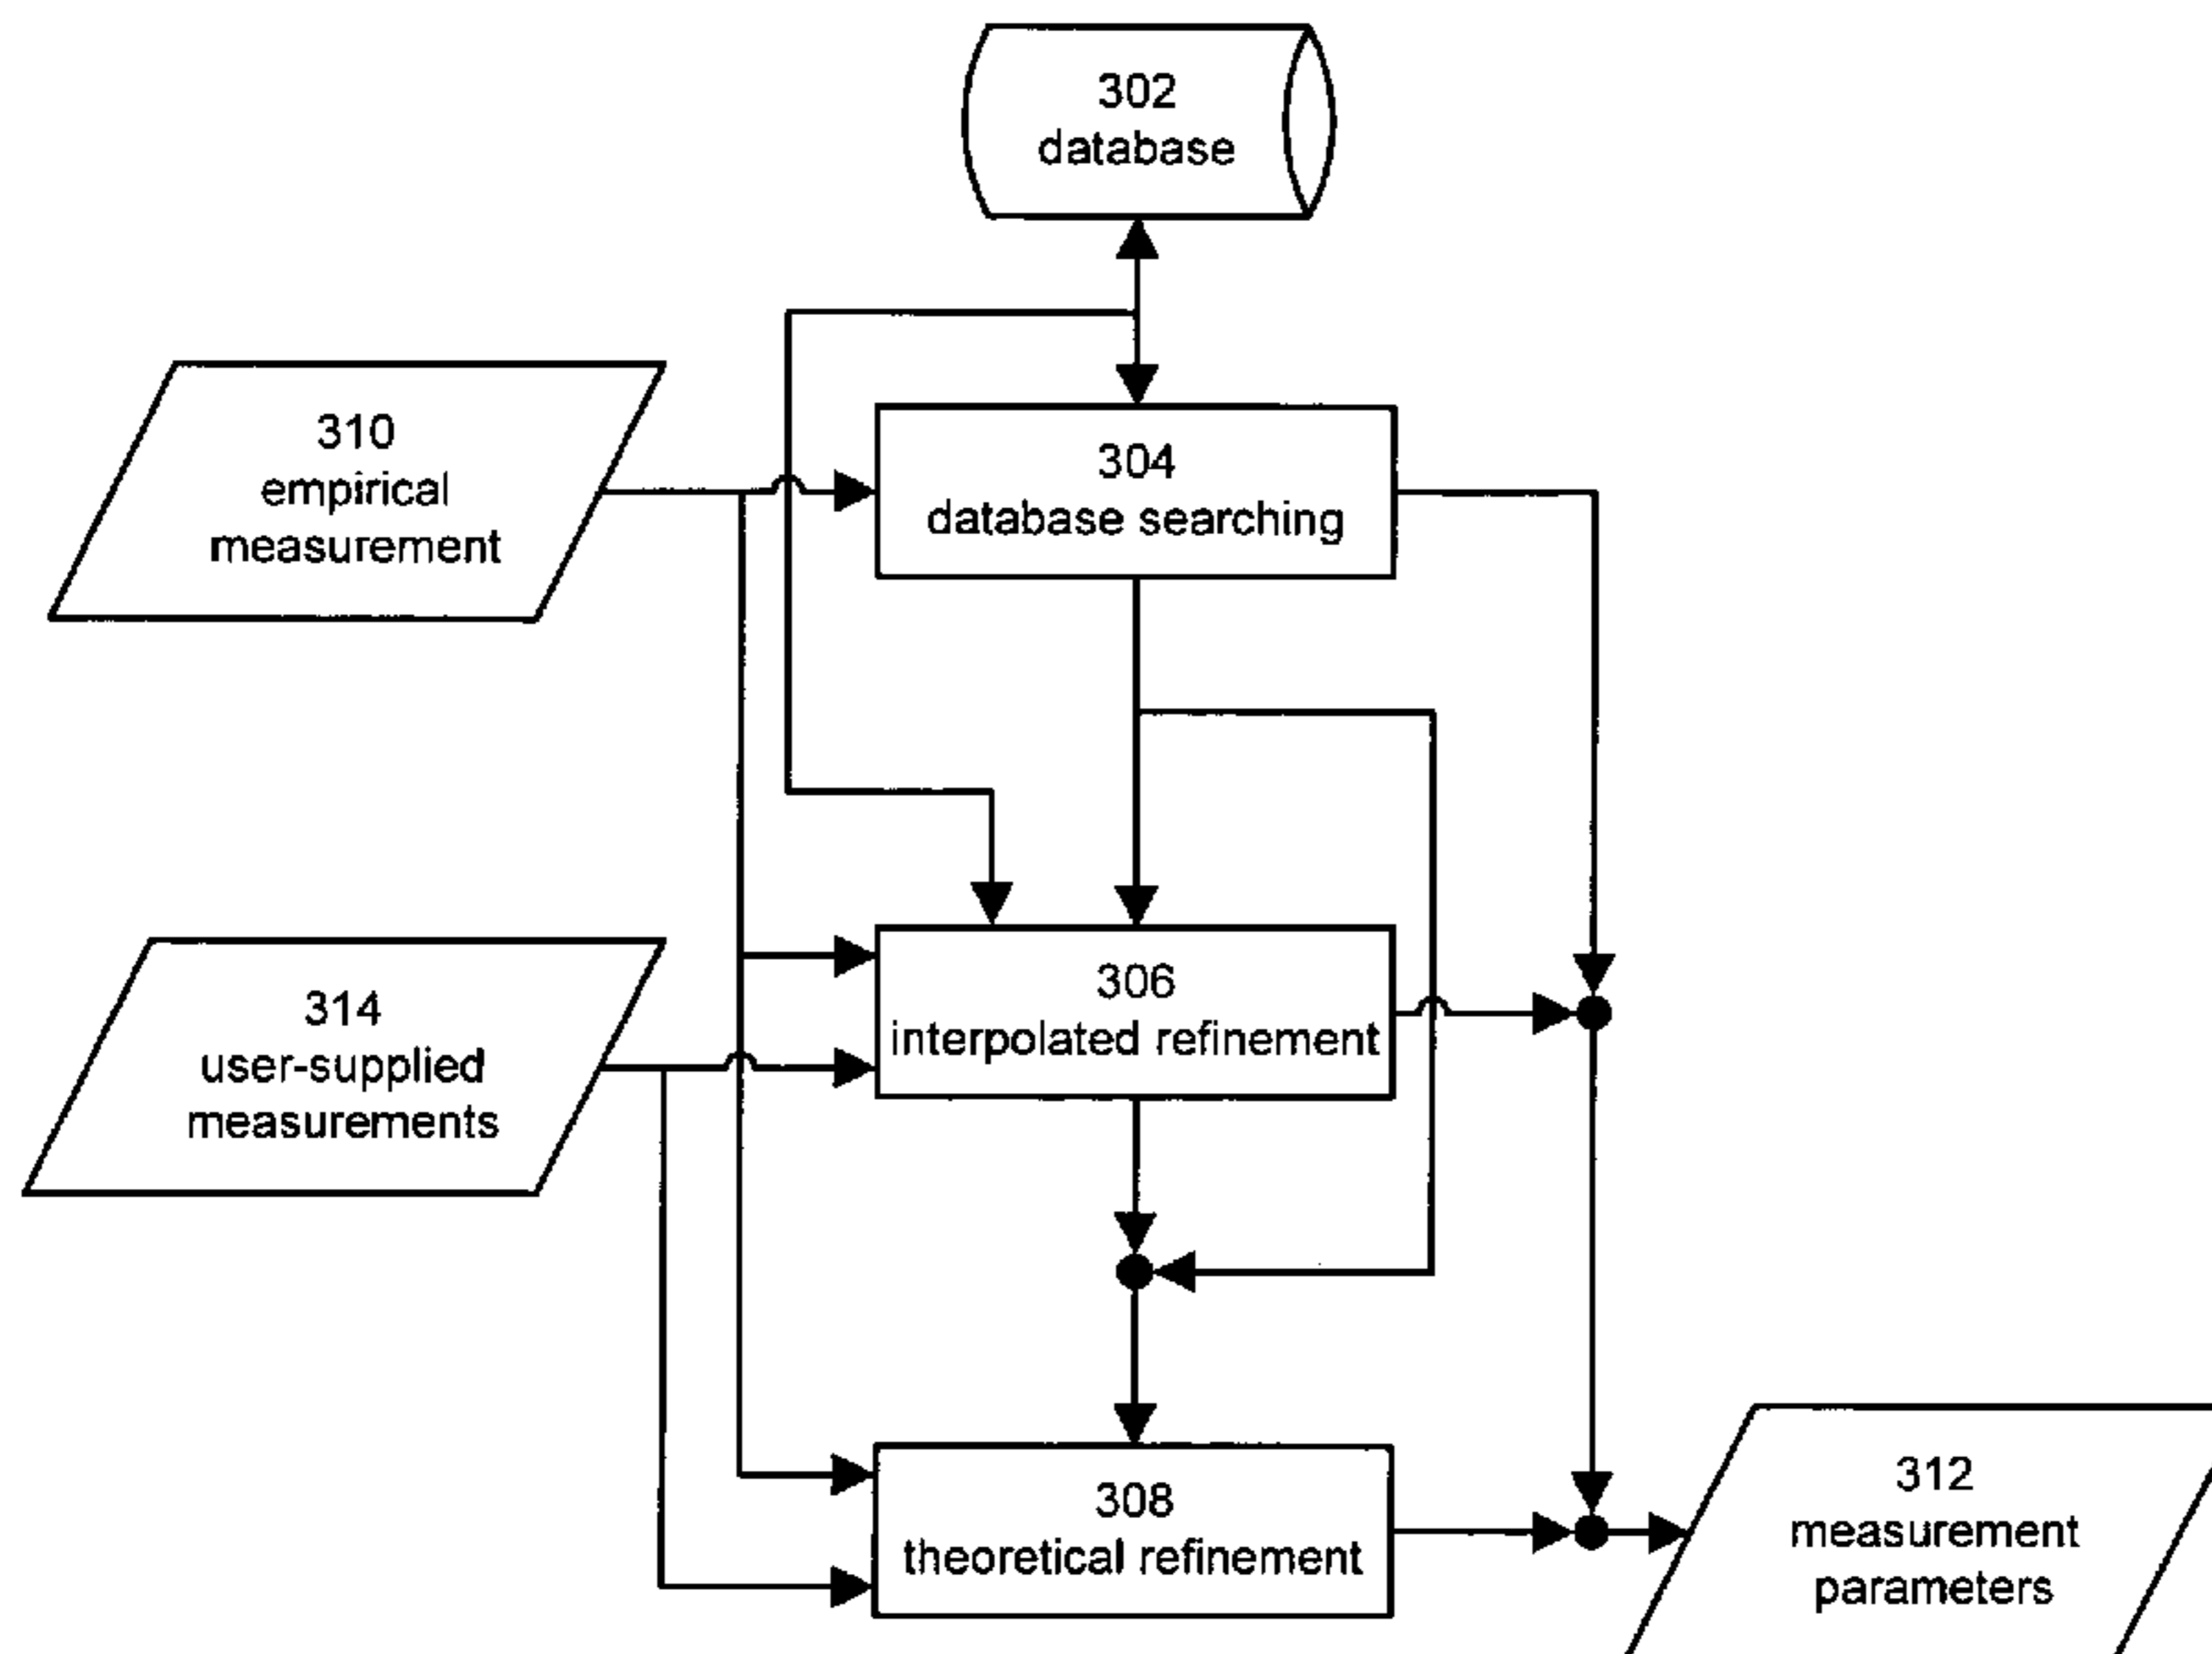 302
database
310
empirical
measurement
304
database searching
314
user-supplied
measurements
306
interpolated refinement
308
theoretical refinement
312
measurement
parameters